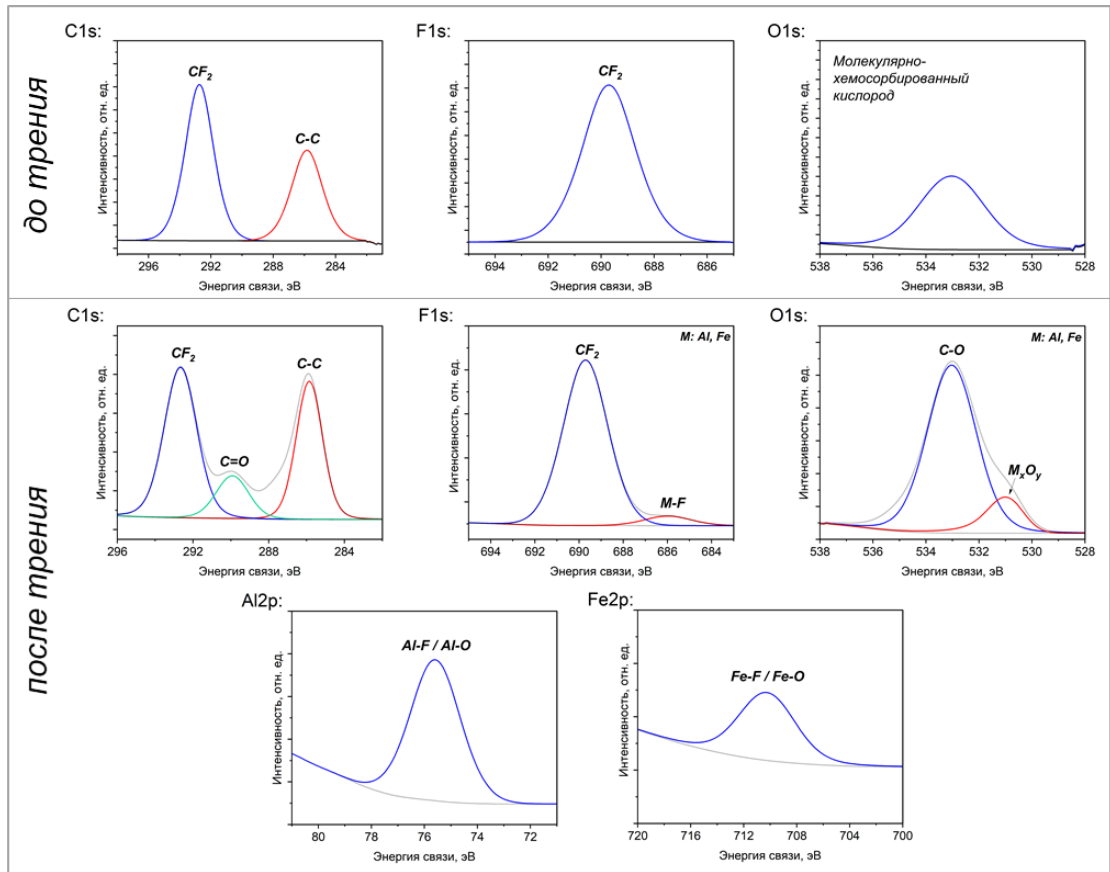 до трения
C1s:
CF2
C-C
Интенсивность, отн. ед.
296 292 288 284
Энергия связи, эВ
F1s:
CF2
Интенсивность, отн. ед.
694 692 690 688 686
Энергия связи, эВ
O1s:
Молекулярно-
хемосорбированный
кислород
Интенсивность, отн. ед.
538 536 534 532 530 528
Энергия связи, эВ
после трения
C1s:
CF2
C-C
C=O
Интенсивность, отн. ед.
296 292 288 284
Энергия связи, эВ
F1s:
M: Al, Fe
CF2
M-F
Интенсивность, отн. ед.
694 692 690 688 686 684
Энергия связи, эВ
O1s:
M: Al, Fe
C-O
MxOy
Интенсивность, отн. ед.
538 536 534 532 530 528
Энергия связи, эВ
Al2p:
Al-F / Al-O
Интенсивность, отн. ед.
80 78 76 74 72
Энергия связи, эВ
Fe2p:
Fe-F / Fe-O
Интенсивность, отн. ед.
720 716 712 708 704 700
Энергия связи, эВ